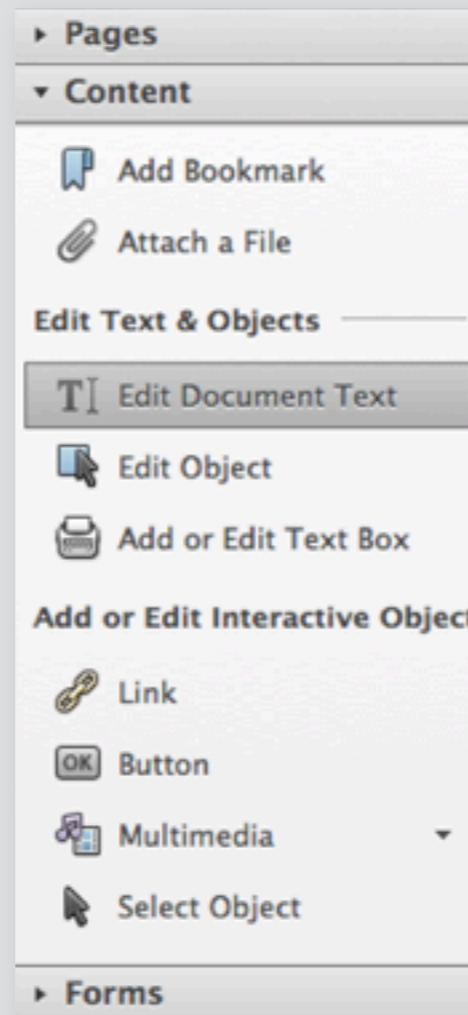 Pages
Content
Add Bookmark
Attach a File
Edit Text & Objects
Edit Document Text
Edit Object
Add or Edit Text Box
Add or Edit Interactive Object
Link
OK Button
Multimedia
Select Object
Forms